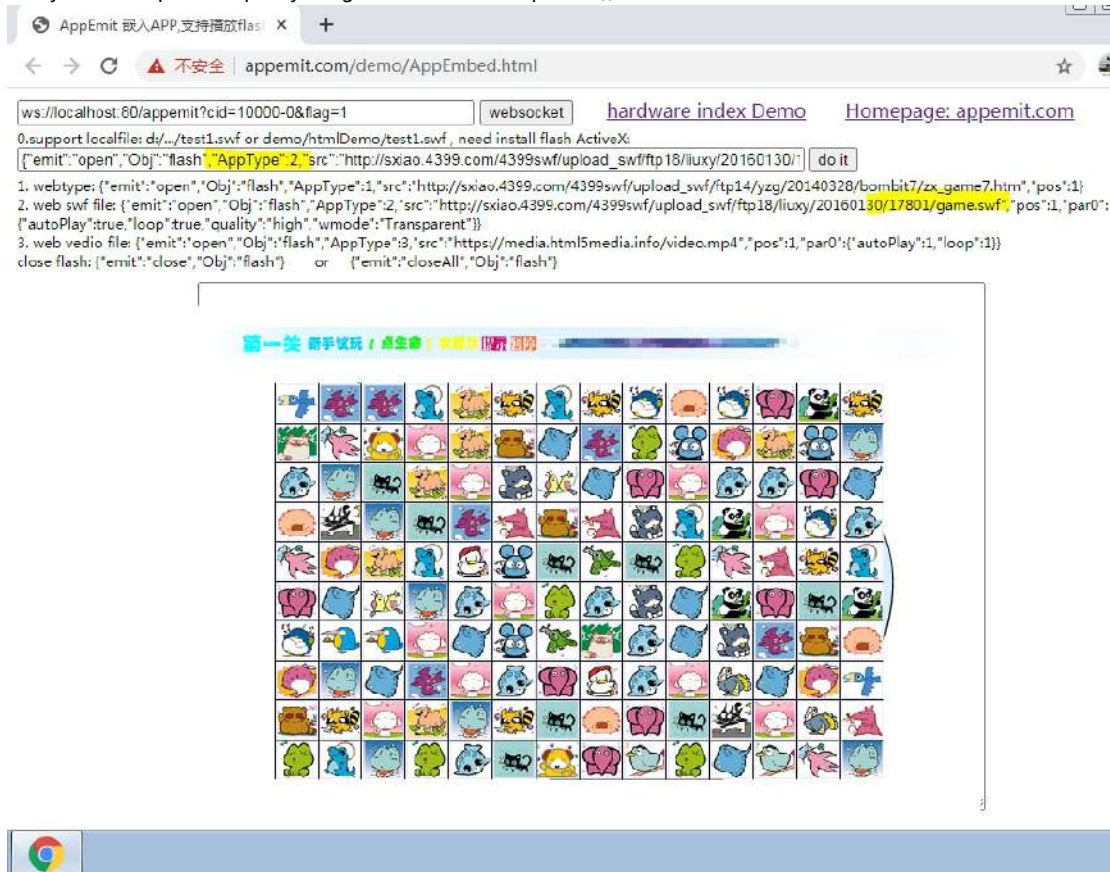 AppEmit 嵌入APP,支持播放flas
不安全 appemit.com/demo/AppEmbed.html
ws://localhost:80/appemit?cid=10000-0&flag=1 websocket hardware index Demo Homepage: appemit.com
0.support localfile: d:/.../test1.swf or demo/htmlDemo/test1.swf , need install flash ActiveX:
{"emit":"open","Obj":"flash","AppType":2,"src":"http://sxiao.4399.com/4399swf/upload_swf/ftp18/liuxy/20160130/1 do it
1. webtype: {"emit":"open","Obj":"flash","AppType":1,"src":"http://sxiao.4399.com/4399swf/upload_swf/ftp14/yzg/20140328/bombit7/zx_game7.htm","pos":1}
2. web swf file: {"emit":"open","Obj":"flash","AppType":2,"src":"http://sxiao.4399.com/4399swf/upload_swf/ftp18/liuxy/20160130/17801/game.swf","pos":1,"par0":
{"autoPlay":true,"loop":true,"quality":"high","wmode":"Transparent"}}
3. web vedio file: {"emit":"open","Obj":"flash","AppType":3,"src":"https://media.html5media.info/video.mp4","pos":1,"par0":{"autoPlay":1,"loop":1}}
close flash: {"emit":"close","Obj":"flash"} or {"emit":"closeAll","Obj":"flash"}
第一关 新手试玩